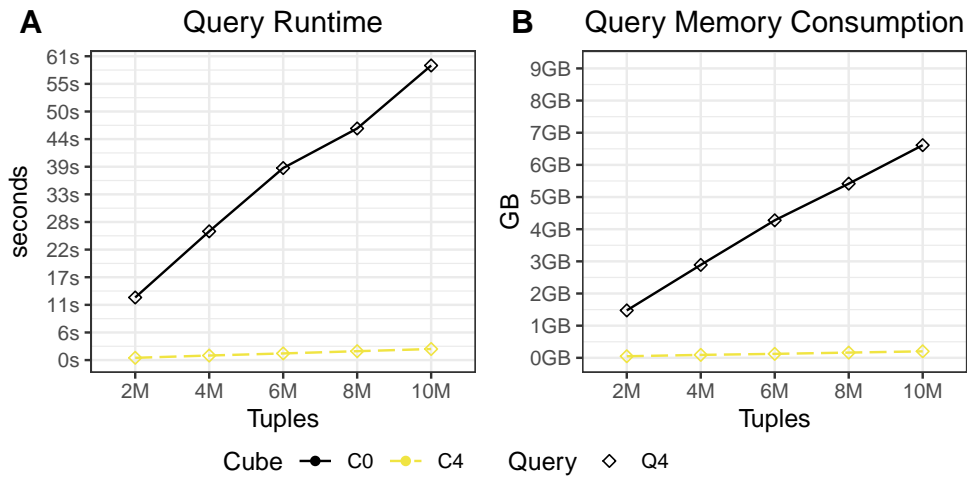 A Query Runtime
61s
55s
50s
44s
39s
33s
28s
22s
17s
11s
6s
0s
seconds
2M 4M 6M 8M 10M
Tuples
B Query Memory Consumption
9GB
8GB
7GB
6GB
5GB
4GB
3GB
2GB
1GB
0GB
GB
2M 4M 6M 8M 10M
Tuples
Cube C0 C4 Query Q4